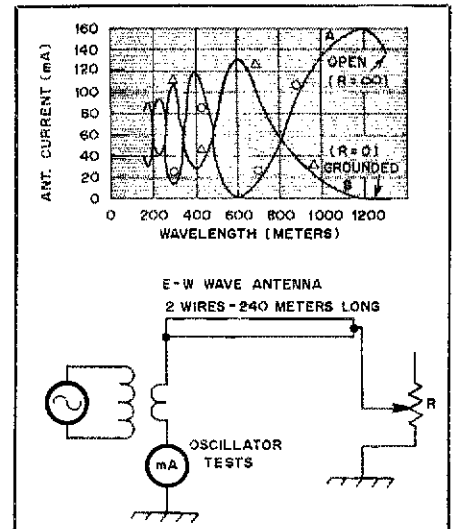 ANT. CURRENT (mA)
160
140
120
100
80
60
40
20
0
A
OPEN
(R=∞)
(R=0)
GROUNDED
B
0 200 400 600 800 1000 1200
WAVELENGTH (METERS)
E-W WAVE ANTENNA
2 WIRES-240 METERS LONG
R
OSCILLATOR
TESTS
mA